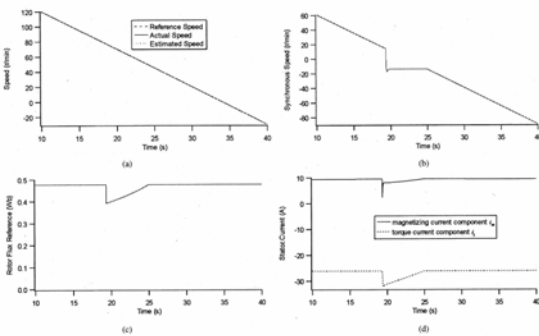 120
100
80
60
40
20
0
-20
Speed (r/min)
Reference Speed
Actual Speed
Estimated Speed
10 15 20 25 30 35 40
Time (s)
(a)
60
40
20
0
-20
-40
-60
-80
Synchronous Speed (r/min)
10 15 20 25 30 35 40
Time (s)
(b)
0.5
0.4
0.3
0.2
0.1
0.0
Rotor Flux Reference (Wb)
10 15 20 25 30 35 40
Time (s)
(c)
10
0
-10
-20
-30
Stator Current (A)
magnetizing current component
torque current component
10 15 20 25 30 35 40
Time (s)
(d)